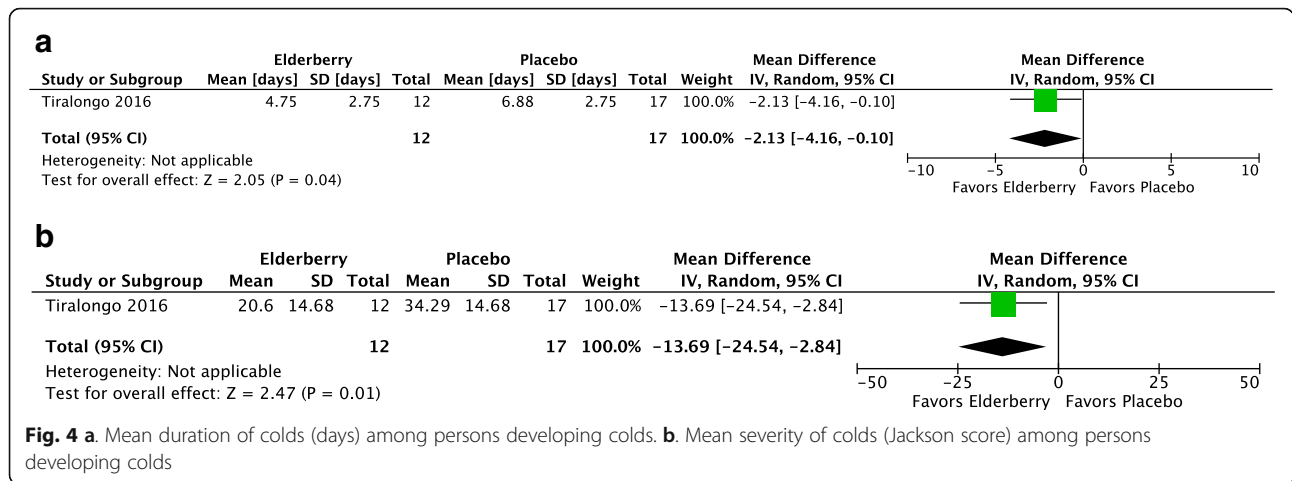 a
Elderberry Placebo Mean Difference Mean Difference
Study or Subgroup Mean [days] SD [days] Total Mean [days] SD [days] Total Weight IV, Random, 95% CI IV, Random, 95% CI
Tiralongo 2016 4.75 2.75 12 6.88 2.75 17 100.0% −2.13 [−4.16, −0.10]
Total (95% CI) 12 17 100.0% −2.13 [−4.16, −0.10]
Heterogeneity: Not applicable
Test for overall effect: Z = 2.05 (P = 0.04)
−10 −5 0 5 10
Favors Elderberry Favors Placebo
b
Elderberry Placebo Mean Difference Mean Difference
Study or Subgroup Mean SD Total Mean SD Total Weight IV, Random, 95% CI IV, Random, 95% CI
Tiralongo 2016 20.6 14.68 12 34.29 14.68 17 100.0% −13.69 [−24.54, −2.84]
Total (95% CI) 12 17 100.0% −13.69 [−24.54, −2.84]
Heterogeneity: Not applicable
Test for overall effect: Z = 2.47 (P = 0.01)
−50 −25 0 25 50
Favors Elderberry Favors Placebo
Fig. 4 a. Mean duration of colds (days) among persons developing colds. b. Mean severity of colds (Jackson score) among persons
developing colds